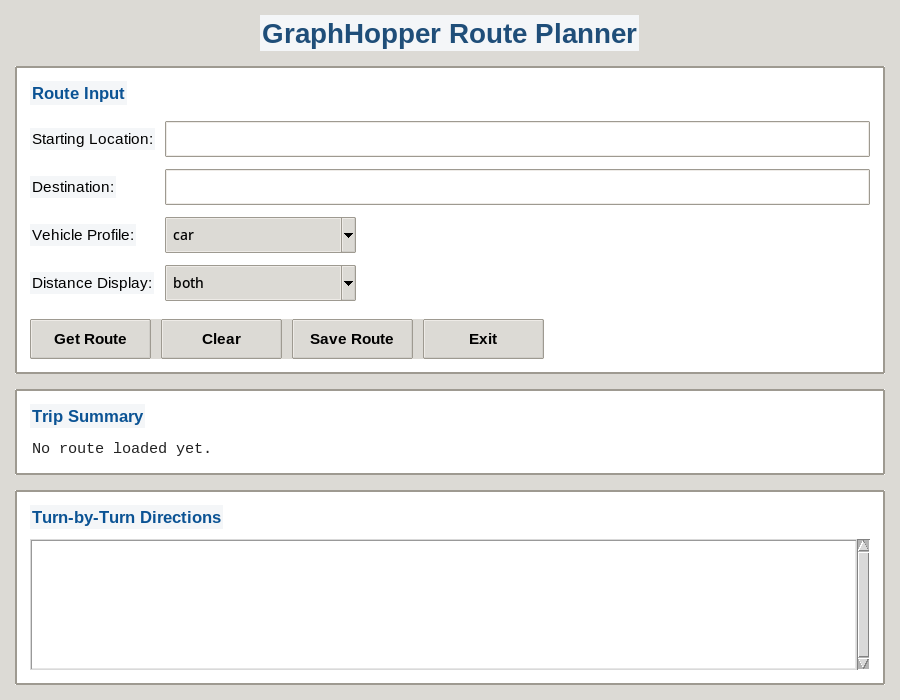 GraphHopper Route Planner
Route Input
Starting Location:
Destination:
Vehicle Profile: car
Distance Display: both
Get Route Clear Save Route Exit
Trip Summary
No route loaded yet.
Turn-by-Turn Directions